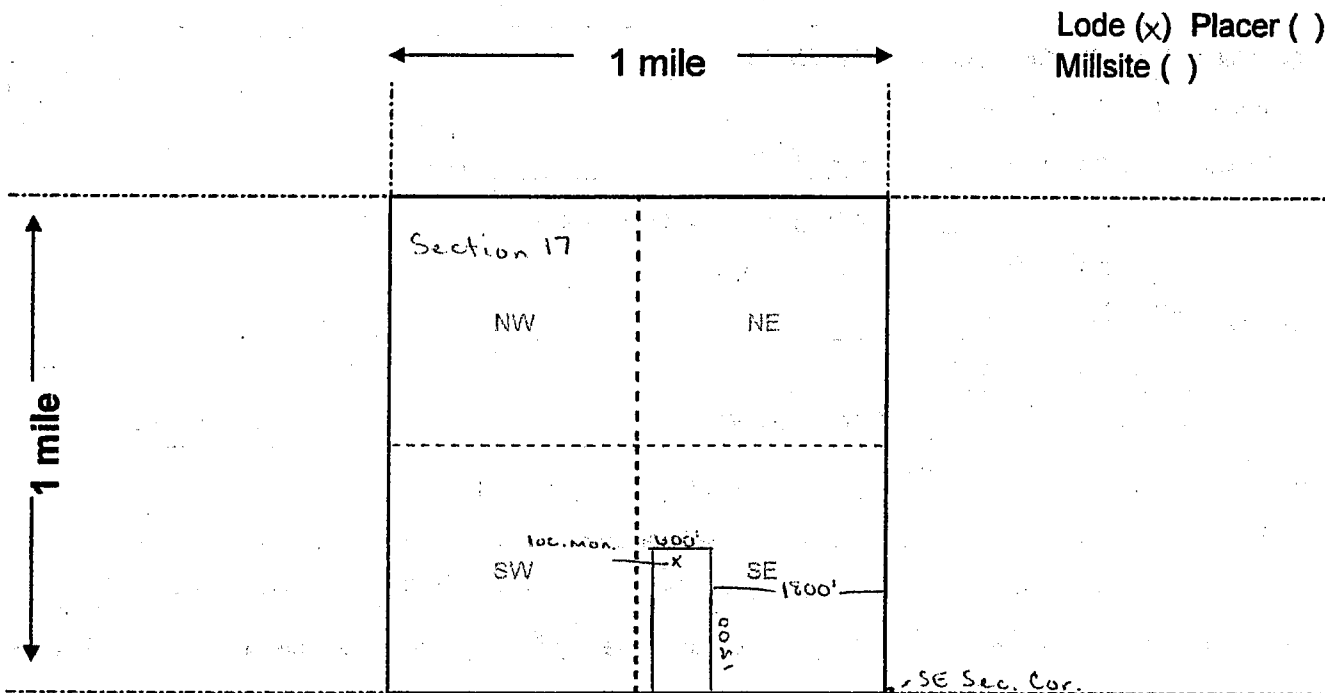 Lode (x) Placer ( )
Millsite ( )
1 mile
Section 17
NW
NE
1 mile
loc. mon.
600'
x
SW
SE
1800'
1500
SE Sec. Cor.